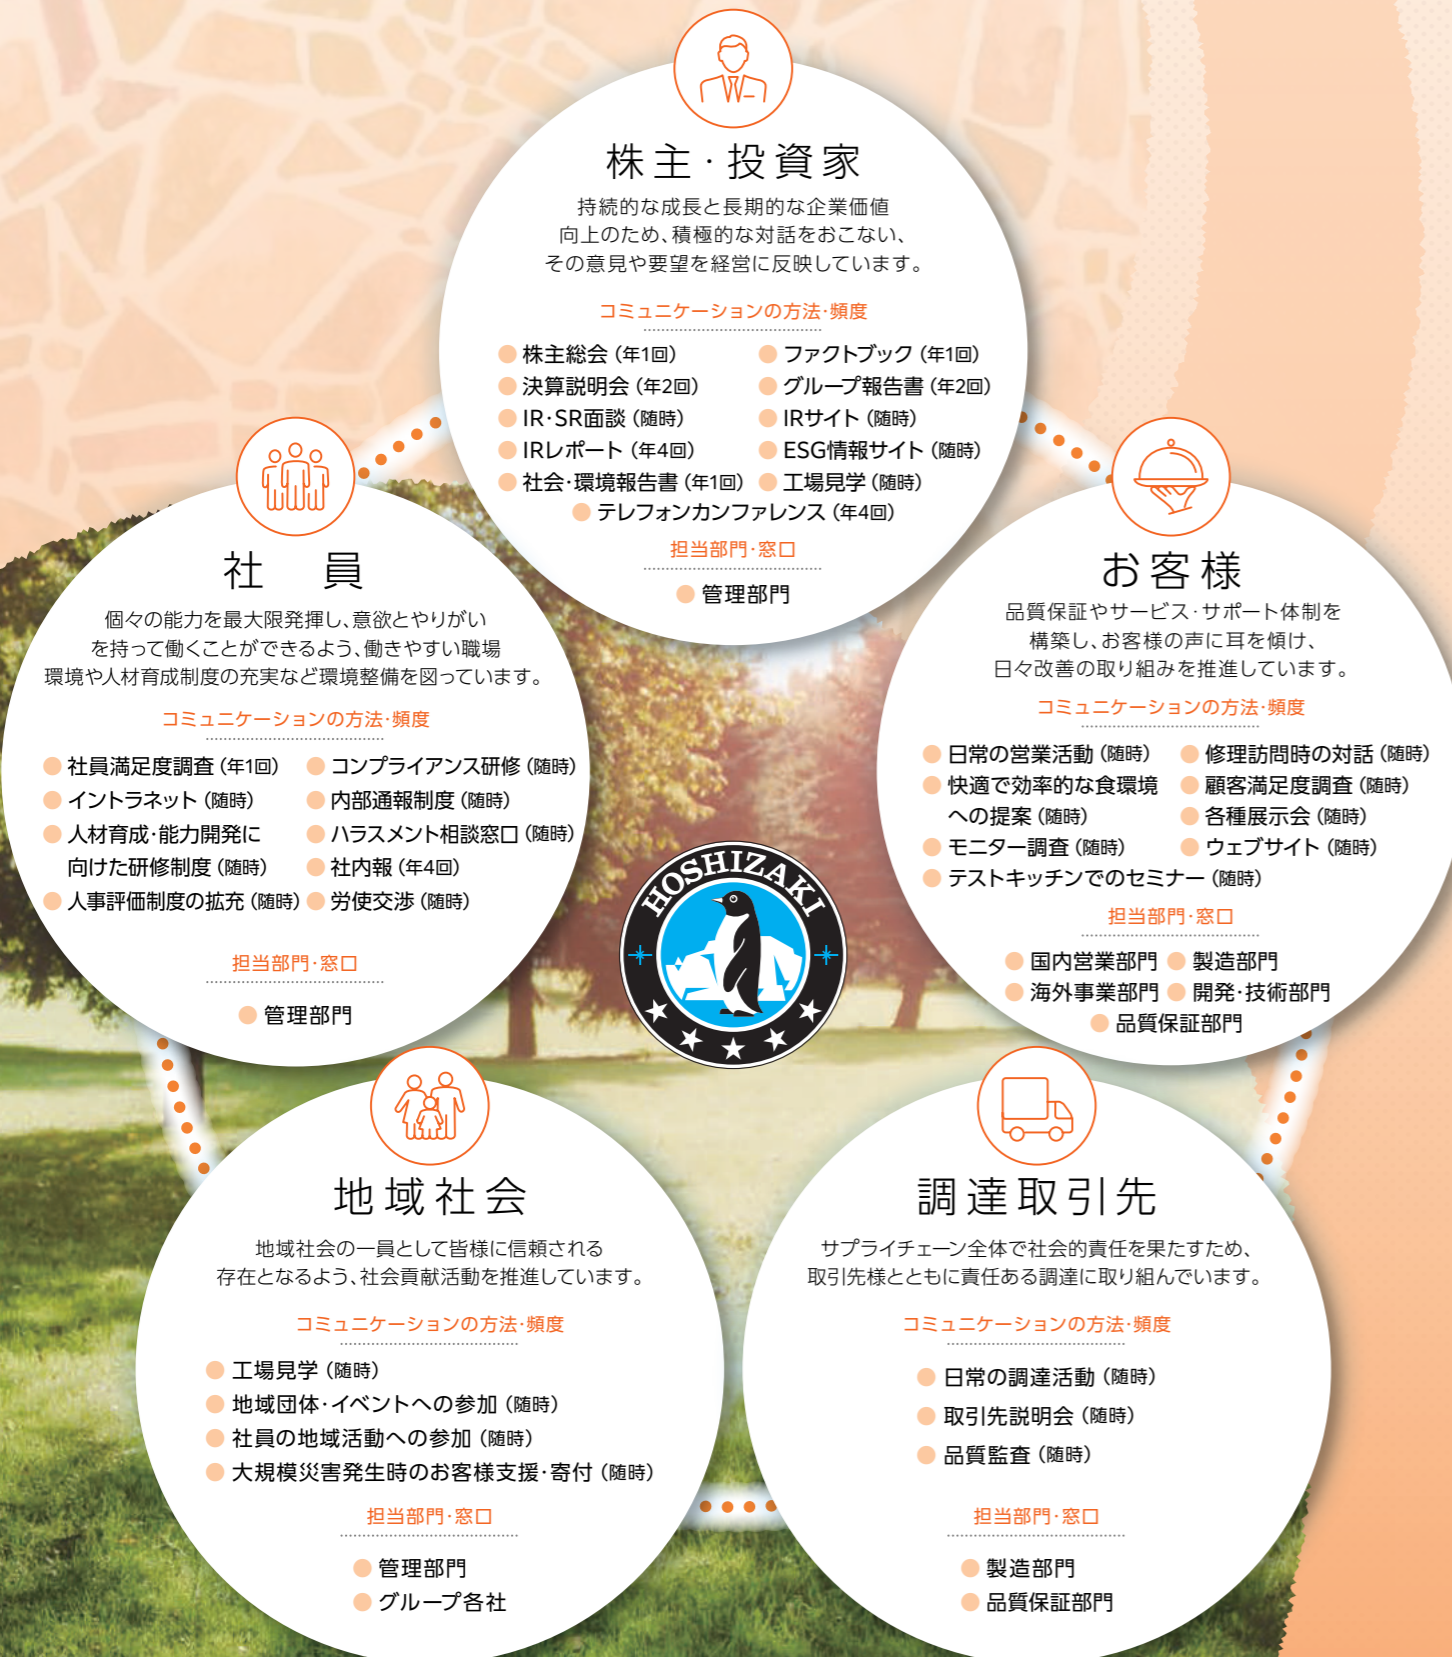 株主・投資家
持続的な成長と長期的な企業価値
向上のため、積極的な対話をおこない、
その意見や要望を経営に反映しています。
コミュニケーションの方法・頻度
株主総会（年1回）
決算説明会（年2回）
IR・SR面談（随時）
IRレポート（年4回）
社会・環境報告書（年1回）
ファクトブック（年1回）
グループ報告書（年2回）
IRサイト（随時）
ESG情報サイト（随時）
工場見学（随時）
テレフォンカンファレンス（年4回）
担当部門・窓口
管理部門
社　員
個々の能力を最大限発揮し、意欲とやりがい
を持って働くことができるよう、働きやすい職場
環境や人材育成制度の充実など環境整備を図っています。
コミュニケーションの方法・頻度
社員満足度調査（年1回）
イントラネット（随時）
人材育成・能力開発に
向けた研修制度（随時）
人事評価制度の拡充（随時）
コンプライアンス研修（随時）
内部通報制度（随時）
ハラスメント相談窓口（随時）
社内報（年4回）
労使交渉（随時）
担当部門・窓口
管理部門
お客様
品質保証やサービス・サポート体制を
構築し、お客様の声に耳を傾け、
日々改善の取り組みを推進しています。
コミュニケーションの方法・頻度
日常の営業活動（随時）
快適で効率的な食環境
への提案（随時）
モニター調査（随時）
修理訪問時の対話（随時）
顧客満足度調査（随時）
各種展示会（随時）
ウェブサイト（随時）
テストキッチンでのセミナー（随時）
担当部門・窓口
国内営業部門
製造部門
海外事業部門
開発・技術部門
品質保証部門
HOSHIZAKI
地域社会
地域社会の一員として皆様に信頼される
存在となるよう、社会貢献活動を推進しています。
コミュニケーションの方法・頻度
工場見学（随時）
地域団体・イベントへの参加（随時）
社員の地域活動への参加（随時）
大規模災害発生時のお客様支援・寄付（随時）
担当部門・窓口
管理部門
グループ各社
調達取引先
サプライチェーン全体で社会的責任を果たすため、
取引先様とともに責任ある調達に取り組んでいます。
コミュニケーションの方法・頻度
日常の調達活動（随時）
取引先説明会（随時）
品質監査（随時）
担当部門・窓口
製造部門
品質保証部門